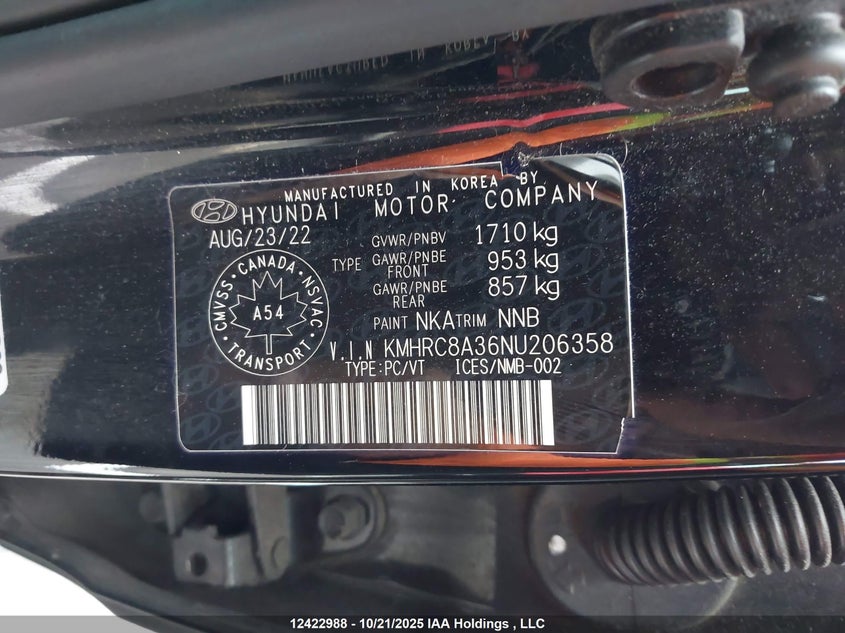 MANUFACTURED IN KOREA BY
HYUNDAI MOTOR COMPANY
AUG/23/22
GVWR/PNBV 1710 kg
TYPE GAWR/PNBE FRONT 953 kg
GAWR/PNBE REAR 857 kg
PAINT NKA TRIM NNB
CMVSS · CANADA · NSVAC · TRANSPORT
A54
V.I.N KMHRC8A36NU206358
TYPE:PC/VT ICES/NMB-002
12422988 - 10/21/2025 IAA Holdings , LLC